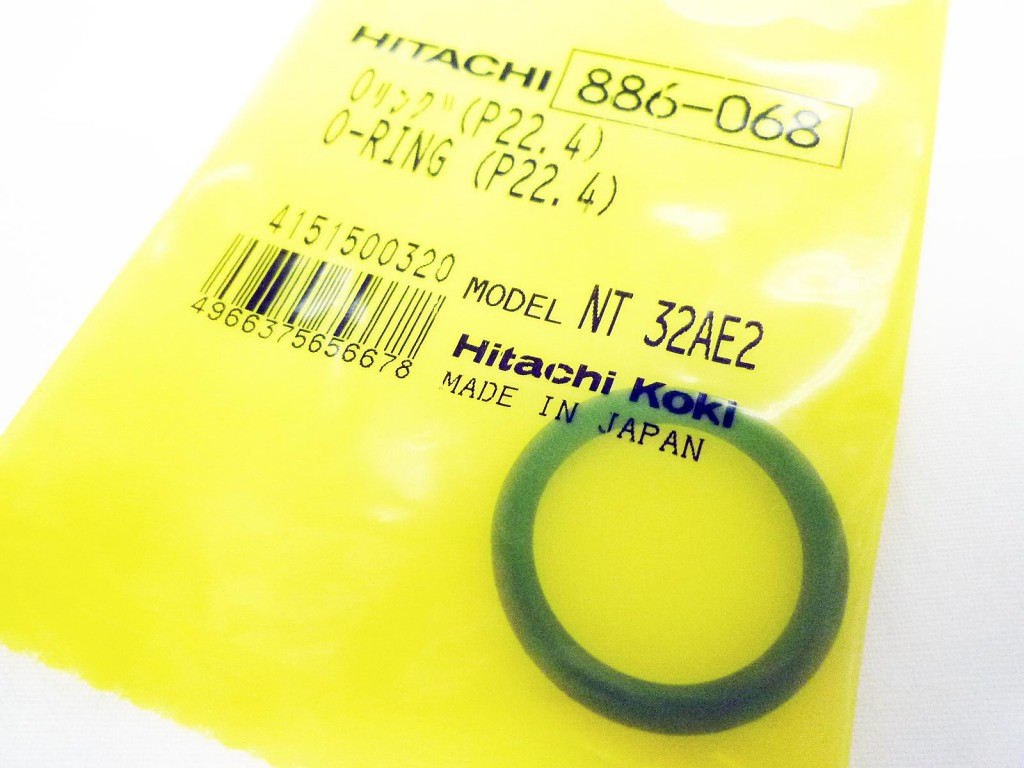 HITACHI 886-068
Oリング(P22.4)
O-RING (P22.4)
4151500320
4966375656678
MODEL NT 32AE2
Hitachi Koki
MADE IN JAPAN